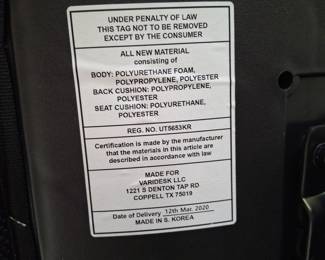 UNDER PENALTY OF LAW
THIS TAG NOT TO BE REMOVED
EXCEPT BY THE CONSUMER
ALL NEW MATERIAL
consisting of
BODY: POLYURETHANE FOAM,
POLYPROPYLENE, POLYESTER
BACK CUSHION: POLYPROPYLENE,
POLYESTER
SEAT CUSHION: POLYURETHANE,
POLYESTER
REG. NO. UT5653KR
Certification is made by the manufacturer
that the materials in this article are
described in accordance with law
MADE FOR
VARIDESK LLC
1221 S DENTON TAP RD
COPPELL TX 75019
Date of Delivery 12th Mar. 2020
MADE IN S. KOREA